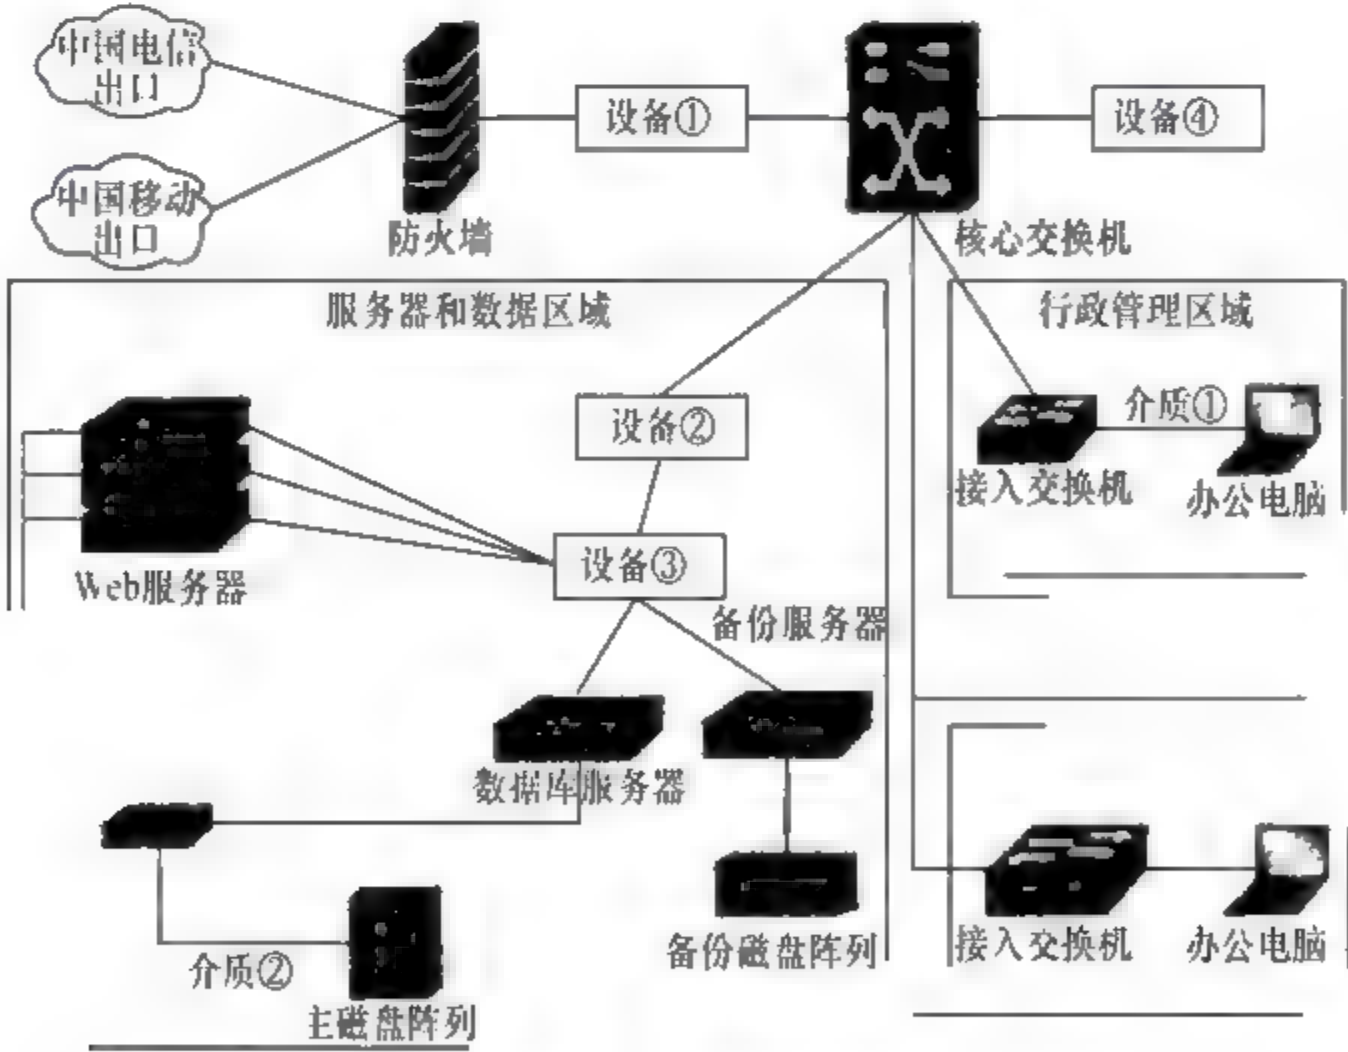 中国电信
出口
设备①
设备④
中国移动
出口
防火墙
核心交换机
服务器和数据区域
行政管理区域
设备②
介质①
接入交换机
办公电脑
设备③
Web服务器
备份服务器
数据库服务器
介质②
备份磁盘阵列
接入交换机
办公电脑
主磁盘阵列